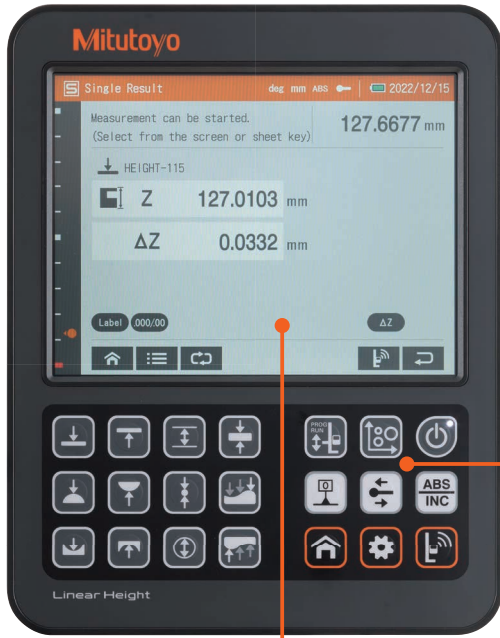 Mitutoyo
S Single Result deg mm ABS 2022/12/15
Measurement can be started.
(Select from the screen or sheet key)
127.6677 mm
HEIGHT-115
Z 127.0103 mm
ΔZ 0.0332 mm
Label .000/00 ΔZ
PROG
RUN
0
ABS
INC
Linear Height